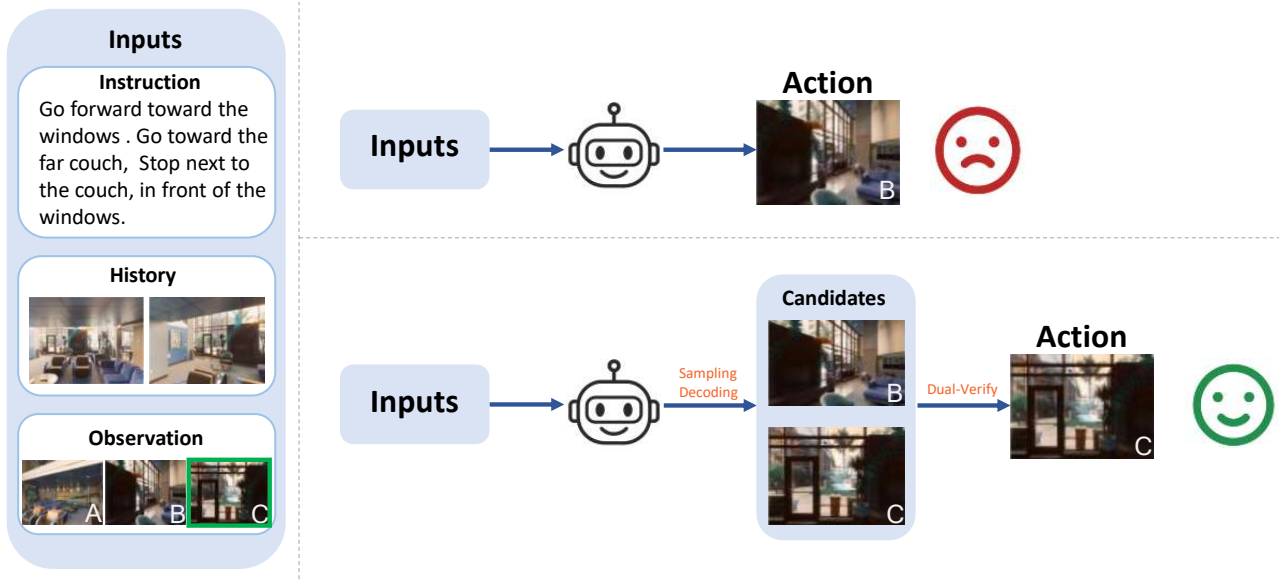 Inputs
Instruction
Go forward toward the
windows . Go toward the
far couch, Stop next to
the couch, in front of the
windows.
History
Observation
A
B
C
Inputs
Action
B
Inputs
Sampling
Decoding
Candidates
B
C
Dual-Verify
Action
C